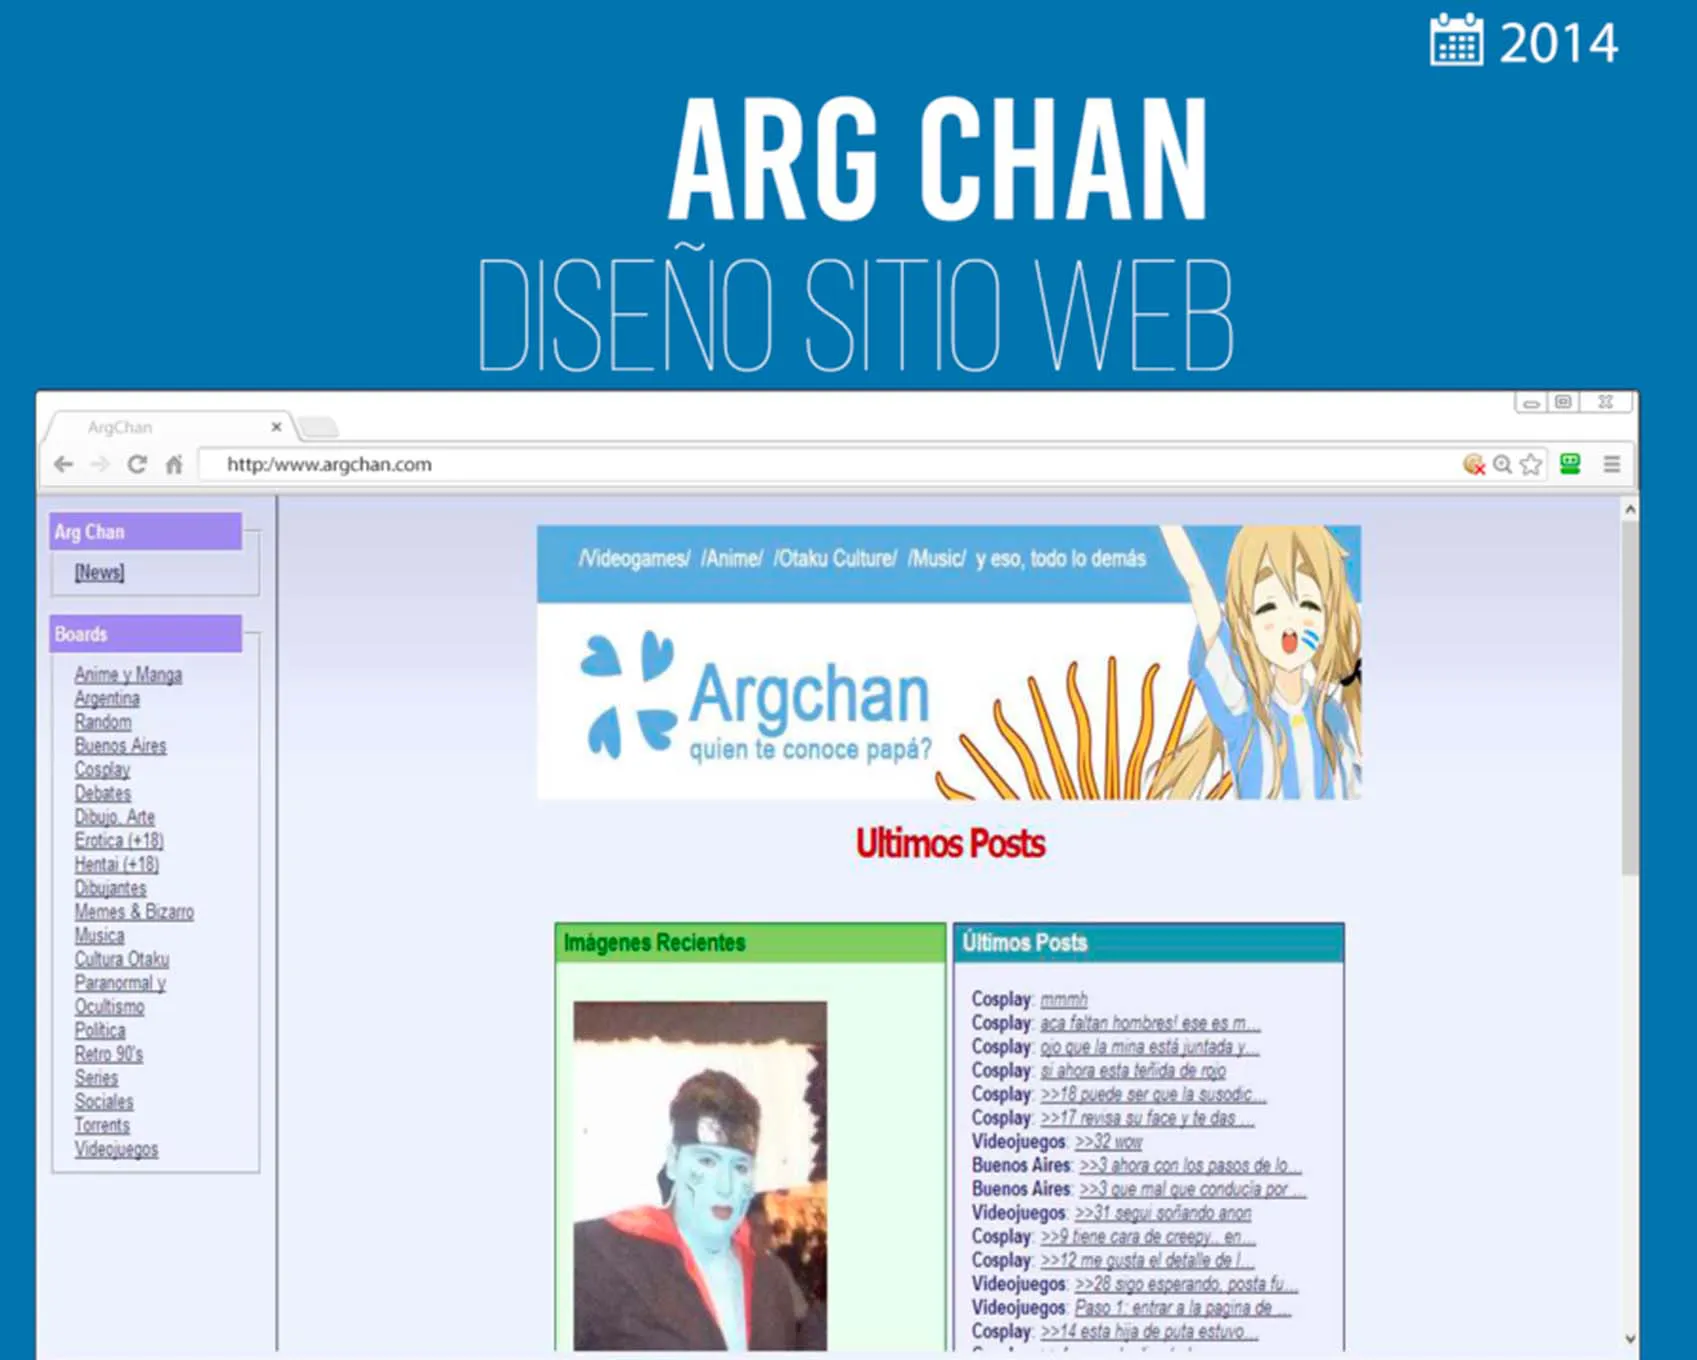 2014
ARG CHAN
DISEÑO SITIO WEB
ArgChan
http:/www.argchan.com
Arg Chan
[News]
Boards
Anime y Manga
Argentina
Random
Buenos Aires
Cosplay
Debates
Dibujo, Arte
Erotica (+18)
Hentai (+18)
Dibujantes
Memes & Bizarro
Musica
Cultura Otaku
Paranormal y
Ocultismo
Política
Retro 90's
Series
Sociales
Torrents
Videojuegos
/Videogames/ /Anime/ /Otaku Culture/ /Music/ y eso, todo lo demás
Argchan
quien te conoce papá?
Ultimos Posts
Imágenes Recientes
Últimos Posts
Cosplay: mmmh
Cosplay: aca faltan hombres! ese es m...
Cosplay: ojo que la mina está juntada y...
Cosplay: si ahora esta teñida de rojo
Cosplay: >>18 puede ser que la susodic...
Cosplay: >>17 revisa su face y te das ...
Videojuegos: >>32 wow
Buenos Aires: >>3 ahora con los pasos de lo...
Buenos Aires: >>3 que mal que conducía por ...
Videojuegos: >>31 segui soñando anon
Cosplay: >>9 tiene cara de creepy.. en...
Cosplay: >>12 me gusta el detalle de l...
Videojuegos: >>28 sigo esperando, posta fu...
Videojuegos: Paso 1: entrar a la pagina de ...
Cosplay: >>14 esta hija de puta estuvo...